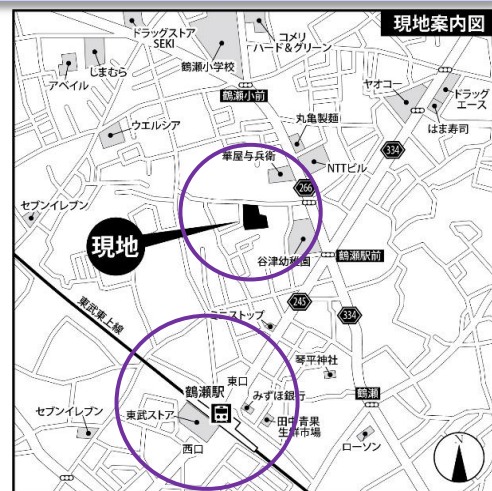 現地案内図
ドラッグストア
SEKI
コメリ
ハード&グリーン
しまむら
アベイル
鶴瀬小学校
鶴瀬小前
ヤオコー
ドラッグ
エース
はま寿司
丸亀製麺
ウエルシア
華屋与兵衛
NTTビル
334
266
セブンイレブン
現地
谷津幼稚園
鶴瀬駅前
東武東上線
245
334
ミニストップ
琴平神社
東口
鶴瀬駅
みずほ銀行
鶴瀬
セブンイレブン
東武ストア
田中青果
生鮮市場
ローソン
西口
N